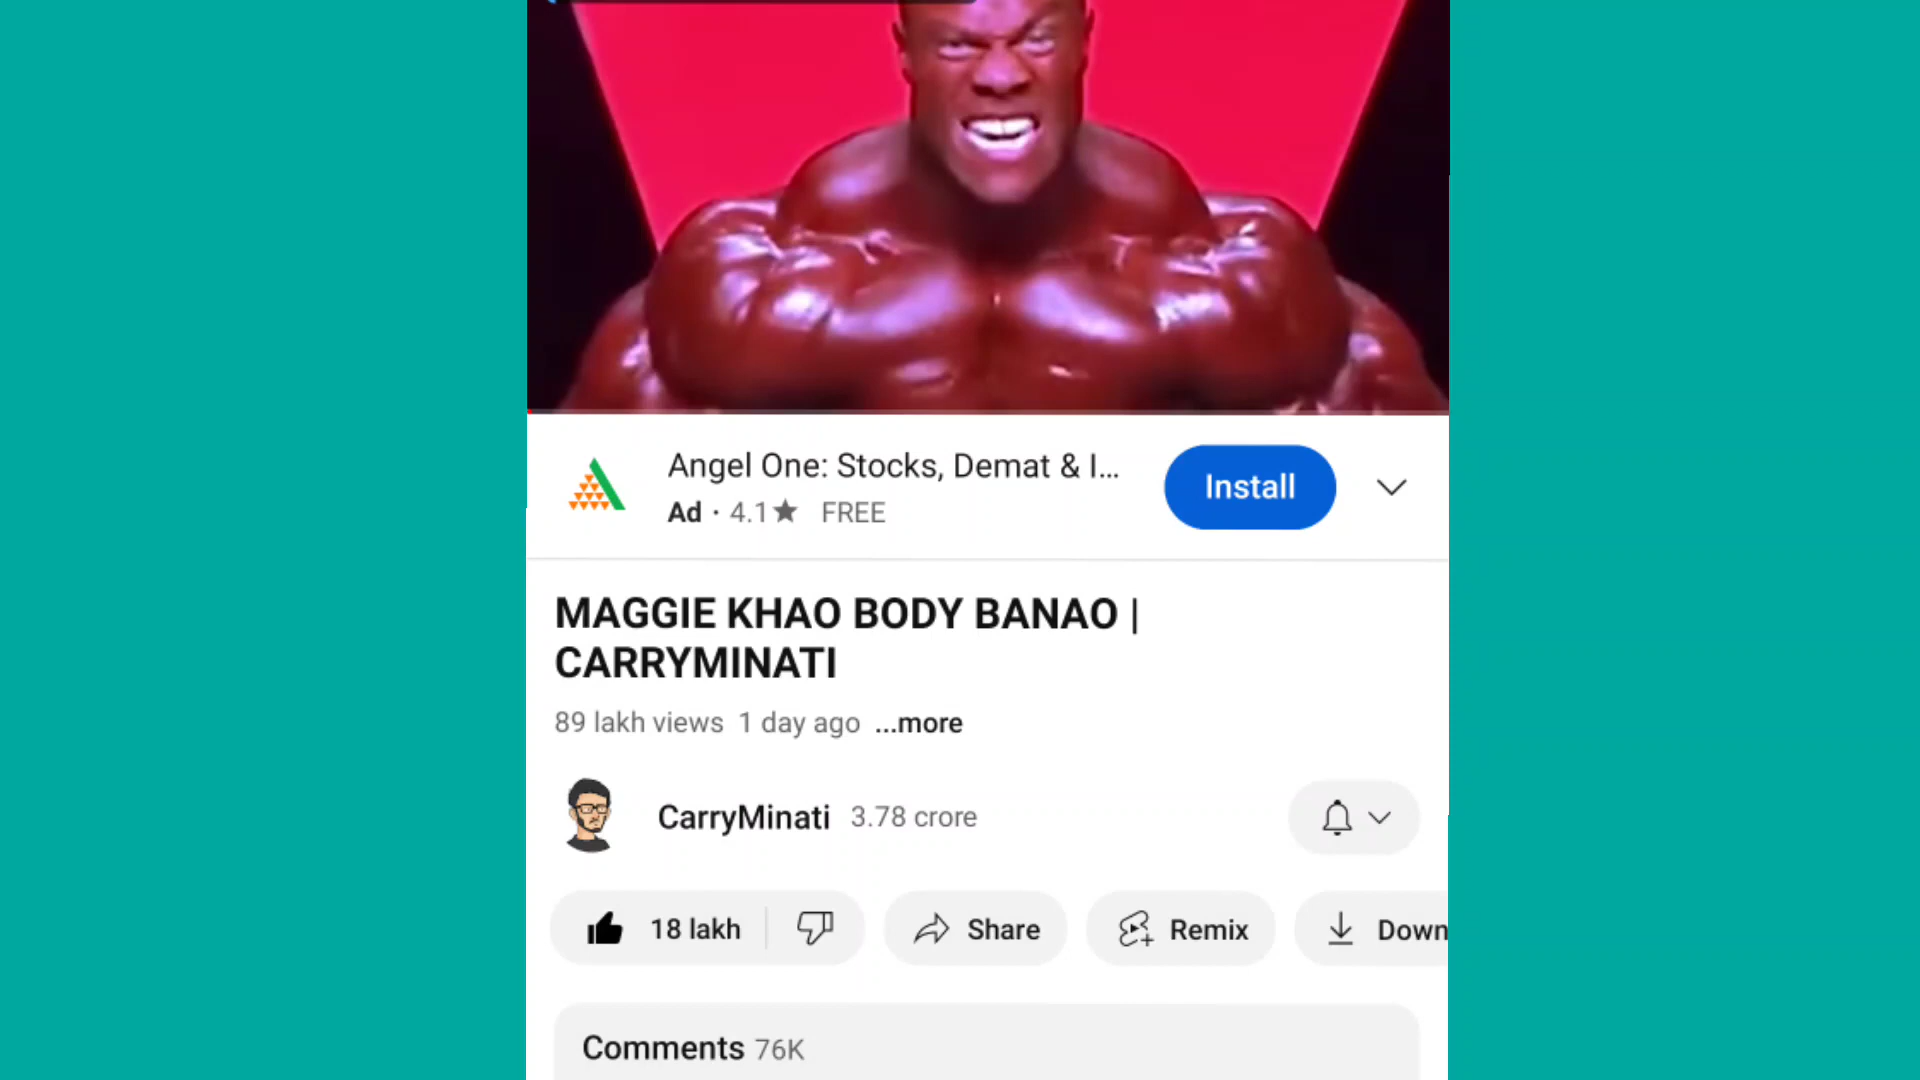 Angel One: Stocks, Demat & I...
Install
Ad · 4.1★ FREE
MAGGIE KHAO BODY BANAO |
CARRYMINATI
89 lakh views 1 day ago ...more
CarryMinati 3.78 crore
18 lakh Share Remix Down
Comments 76K